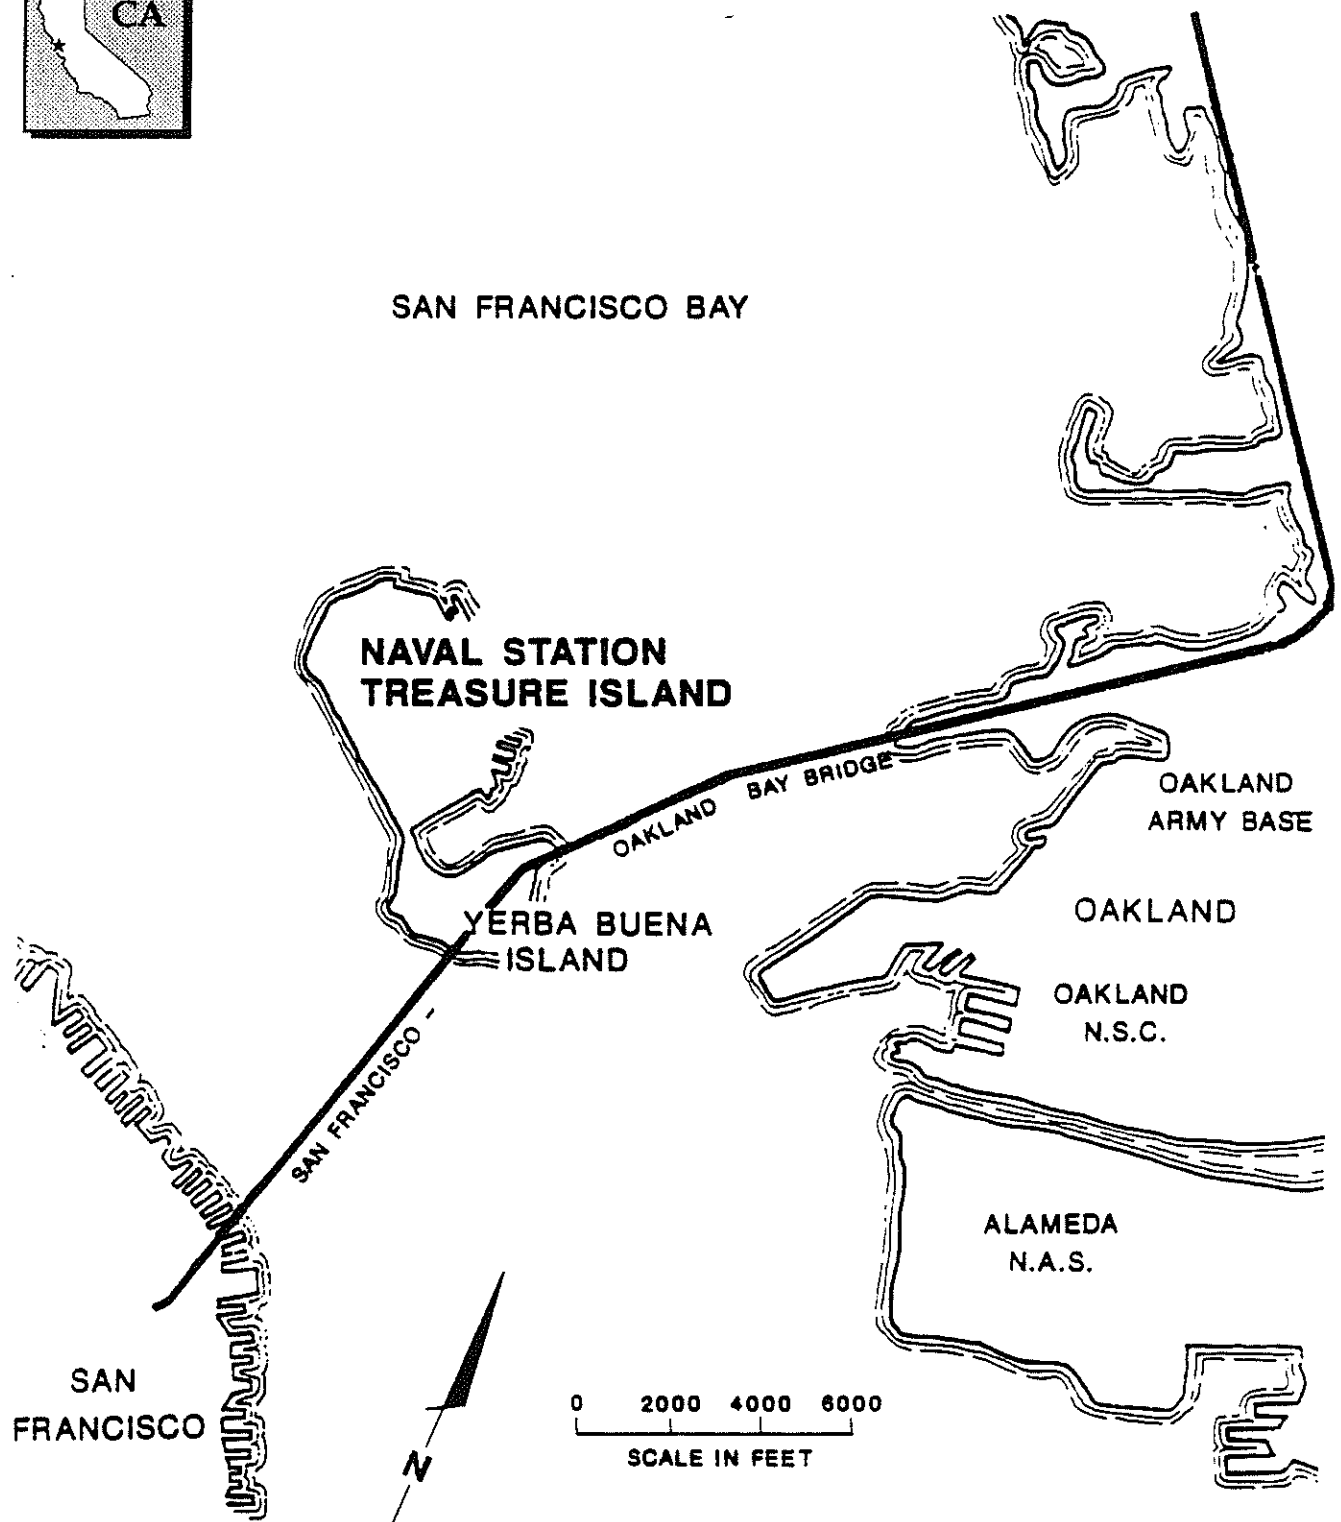 CA
SAN FRANCISCO BAY
NAVAL STATION
TREASURE ISLAND
OAKLAND BAY BRIDGE
OAKLAND
ARMY BASE
YERBA BUENA
ISLAND
OAKLAND
OAKLAND
N.S.C.
SAN FRANCISCO -
ALAMEDA
N.A.S.
SAN
FRANCISCO
0 2000 4000 6000
SCALE IN FEET
N